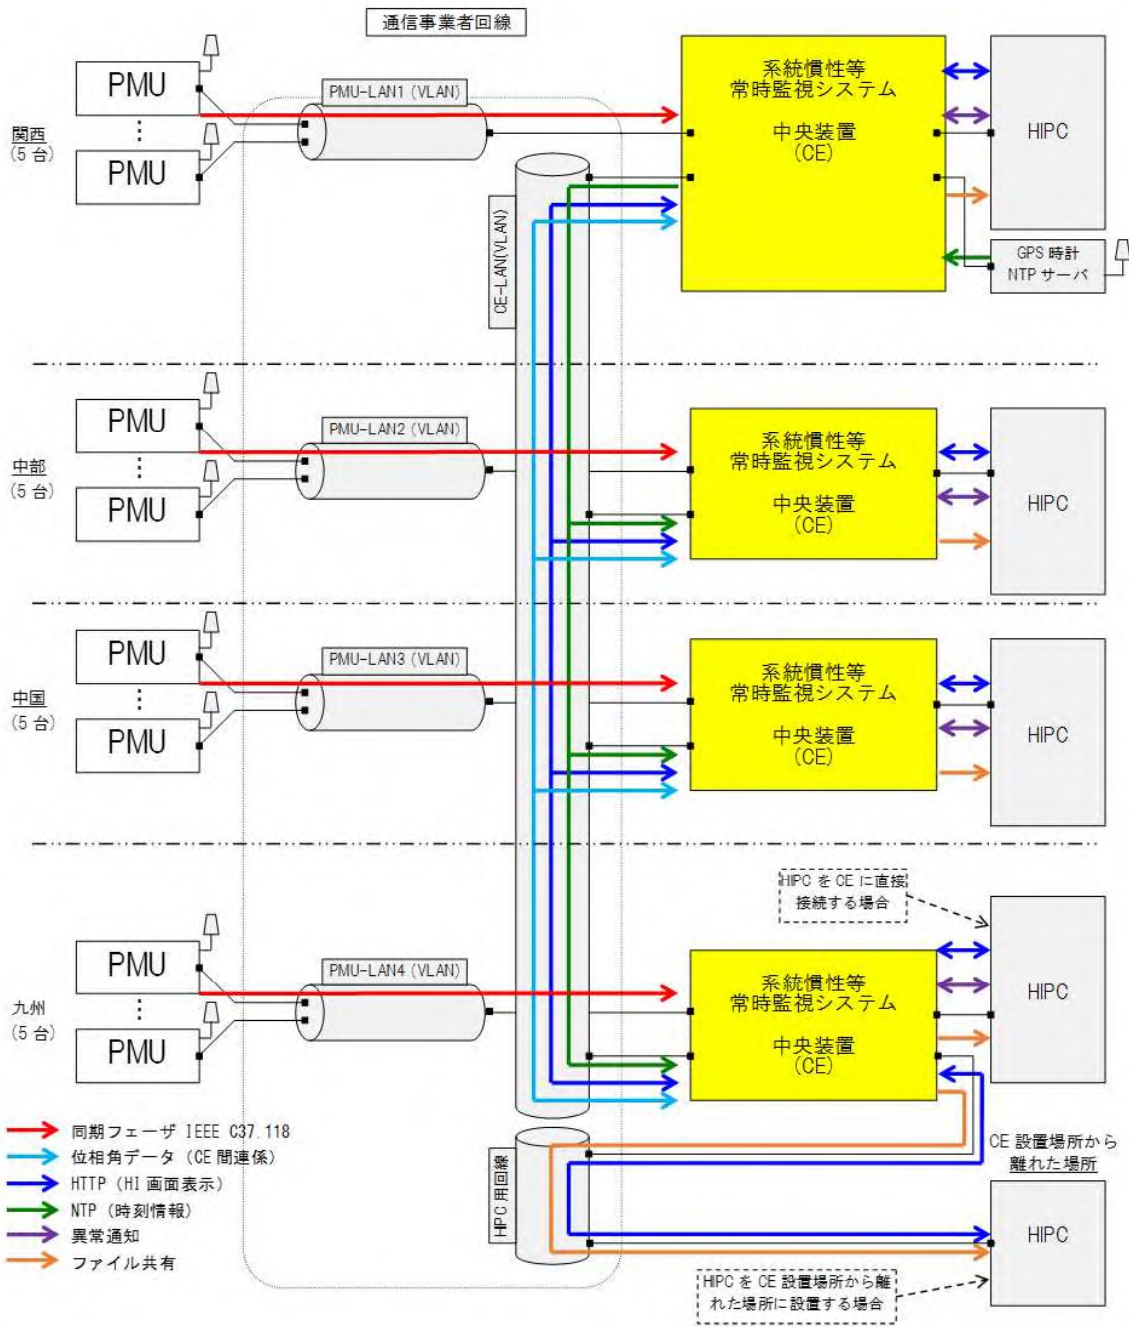 通信事業者回線
PMU
PMU
関西
(5 台)
PMU-LAN1 (VLAN)
CE-LAN(VLAN)
系統慣性等
常時監視システム
中央装置
(CE)
HIPC
GPS 時計
NTP サーバ
PMU
PMU
中部
(5 台)
PMU-LAN2 (VLAN)
系統慣性等
常時監視システム
中央装置
(CE)
HIPC
PMU
PMU
中国
(5 台)
PMU-LAN3 (VLAN)
系統慣性等
常時監視システム
中央装置
(CE)
HIPC
HIPC を CE に直接
接続する場合
PMU
PMU
九州
(5 台)
PMU-LAN4 (VLAN)
系統慣性等
常時監視システム
中央装置
(CE)
HIPC
同期フェーザ IEEE C37.118
位相角データ (CE 間連係)
HTTP (HI 画面表示)
NTP (時刻情報)
異常通知
ファイル共有
HIPC 用回線
CE 設置場所から
離れた場所
HIPC
HIPC を CE 設置場所から離
れた場所に設置する場合